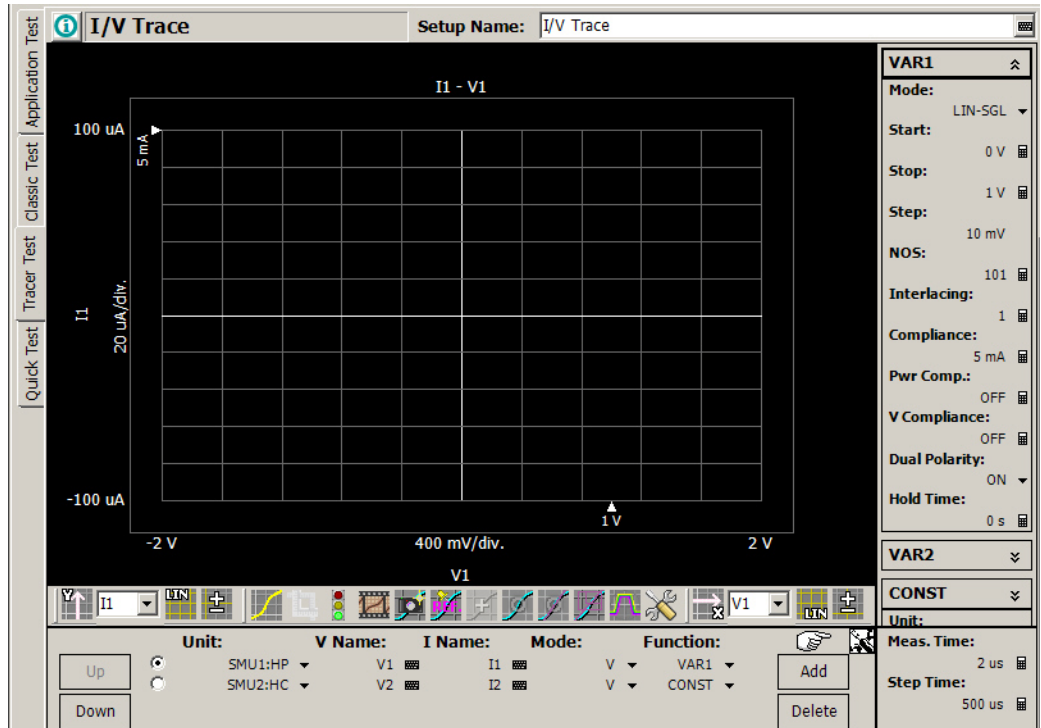 I/V Trace
Setup Name: I/V Trace
Application Test
Classic Test
Tracer Test
Quick Test
I1 - V1
100 uA
5 mA
I1
20 uA/div.
-100 uA
1 V
-2 V 400 mV/div. 2 V
V1
VAR1
Mode:
LIN-SGL
Start:
0 V
Stop:
1 V
Step:
10 mV
NOS:
101
Interlacing:
1
Compliance:
5 mA
Pwr Comp.:
OFF
V Compliance:
OFF
Dual Polarity:
ON
Hold Time:
0 s
VAR2
CONST
Unit:
Y I1 LIN REF X V1 LIN
Unit: V Name: I Name: Mode: Function:
Up SMU1:HP V1 I1 V VAR1 Add
SMU2:HC V2 I2 V CONST
Down Delete
Meas. Time:
2 us
Step Time:
500 us